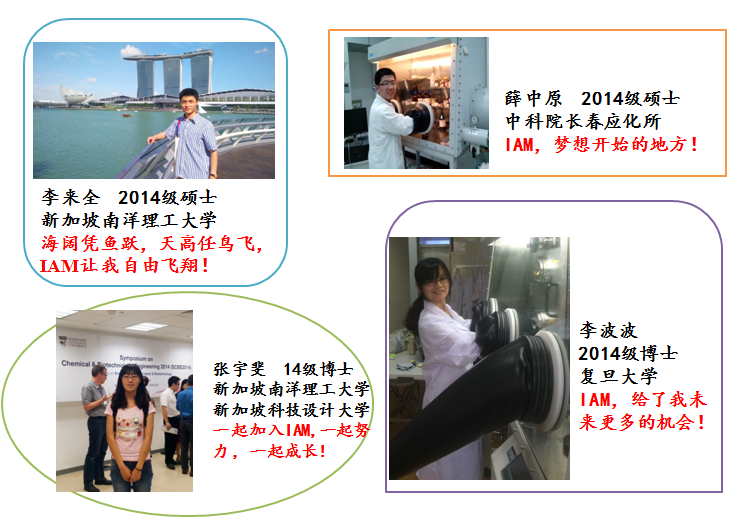 李来全 2014级硕士
新加坡南洋理工大学
海阔凭鱼跃，天高任鸟飞，
IAM让我自由飞翔！
薛中原 2014级硕士
中科院长春应化所
IAM，梦想开始的地方！
Symposium on
Chemical & Biotechnology Engineering 2014 (SCBE2014)
张宇斐 14级博士
新加坡南洋理工大学
新加坡科技设计大学
一起加入IAM,一起努
力，一起成长！
李波波
2014级博士
复旦大学
IAM，给了我未
来更多的机会！